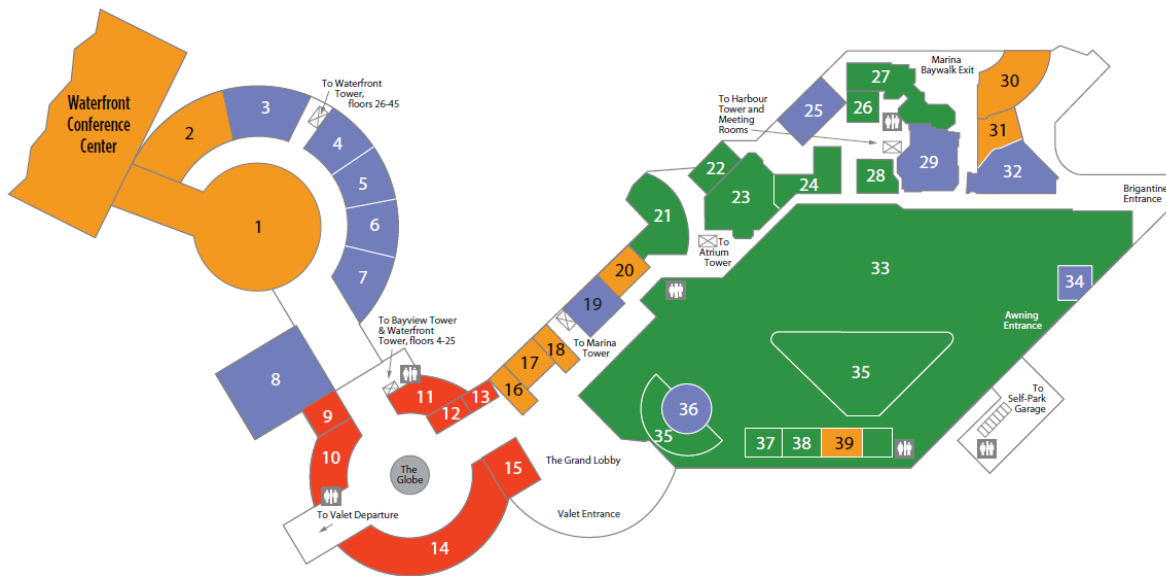 Waterfront
Conference
Center
1
2
3
To Waterfront
Tower,
floors 26-45
4
5
6
7
To Bayview Tower
& Waterfront
Tower, floors 4-25
8
9
10
11
12
13
The
Globe
To Valet Departure
14
15
The Grand Lobby
Valet Entrance
16
17
18
To Marina
Tower
19
20
21
22
23
24
To
Atrium
Tower
To Harbour
Tower and
Meeting
Rooms
25
26
27
28
29
Marina
Baywalk Exit
30
31
32
Brigantine
Entrance
33
34
Awning
Entrance
35
35
36
37
38
39
To
Self-Park
Garage